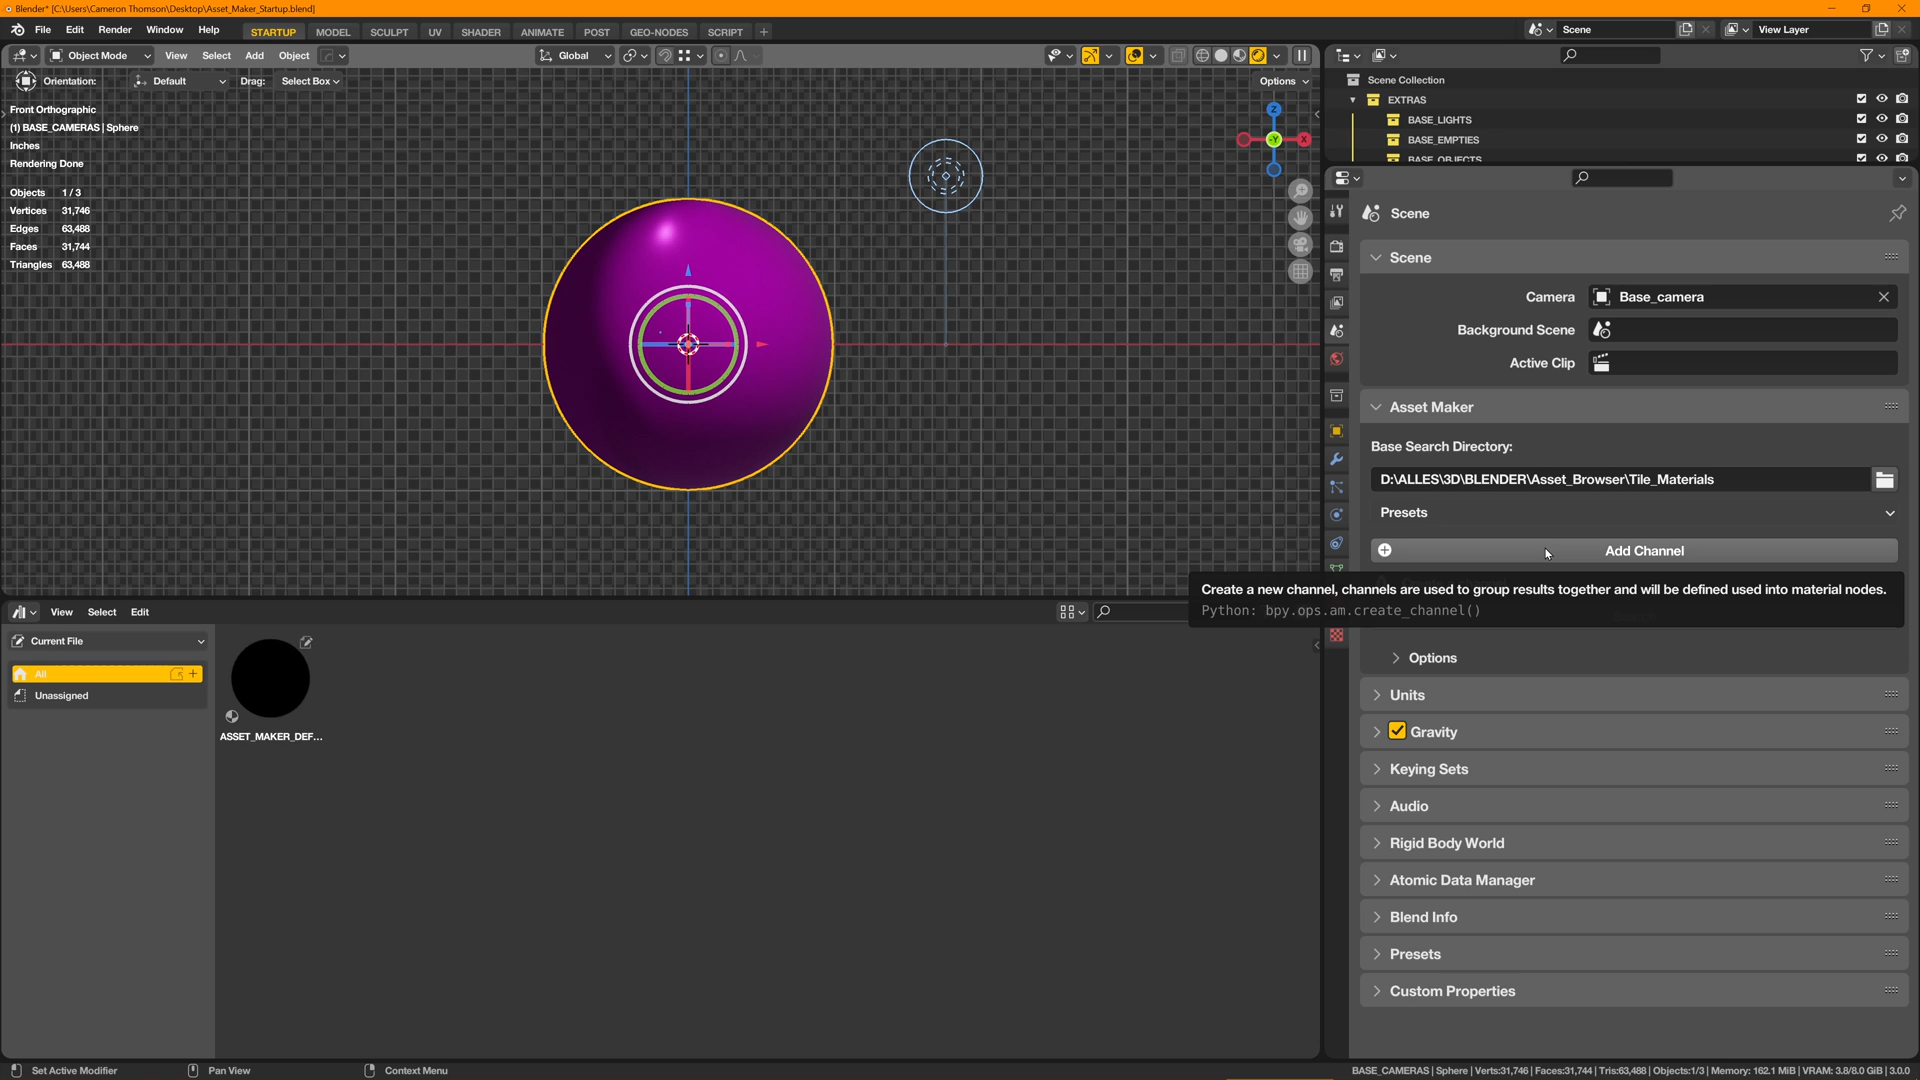 Blender* [C:\Users\Cameron Thomson\Desktop\Asset_Maker_Startup.blend]
File Edit Render Window Help STARTUP MODEL SCULPT UV SHADER ANIMATE POST GEO-NODES SCRIPT Scene View Layer
Object Mode View Select Add Object Global
Orientation: Default Drag: Select Box Options
Front Orthographic
(1) BASE_CAMERAS | Sphere
Inches
Rendering Done
Objects 1 / 3
Vertices 31,746
Edges 63,488
Faces 31,744
Triangles 63,488
Z
-Y
X
Scene Collection
EXTRAS
BASE_LIGHTS
BASE_EMPTIES
BASE_OBJECTS
Scene
Scene
Camera Base_camera
Background Scene
Active Clip
Asset Maker
Base Search Directory:
D:\ALLES\3D\BLENDER\Asset_Browser\Tile_Materials
Presets
Add Channel
Create a new channel, channels are used to group results together and will be defined used into material nodes.
Python: bpy.ops.am.create_channel()
Options
Units
Gravity
Keying Sets
Audio
Rigid Body World
Atomic Data Manager
Blend Info
Presets
Custom Properties
View Select Edit
Current File
All
Unassigned
ASSET_MAKER_DEF...
Set Active Modifier Pan View Context Menu
BASE_CAMERAS | Sphere | Verts:31,746 | Faces:31,744 | Tris:63,488 | Objects:1/3 | Memory: 162.1 MiB | VRAM: 3.8/8.0 GiB | 3.0.0